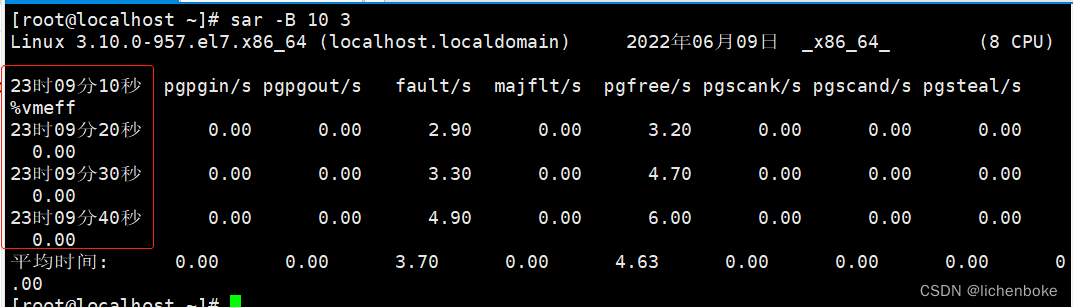 [root@localhost ~]# sar -B 10 3
Linux 3.10.0-957.el7.x86_64 (localhost.localdomain) 2022年06月09日 _x86_64_ (8 CPU)
23时09分10秒 pgpgin/s pgpgout/s fault/s majflt/s pgfree/s pgscank/s pgscand/s pgsteal/s
%vmeff
23时09分20秒 0.00 0.00 2.90 0.00 3.20 0.00 0.00 0.00
0.00
23时09分30秒 0.00 0.00 3.30 0.00 4.70 0.00 0.00 0.00
0.00
23时09分40秒 0.00 0.00 4.90 0.00 6.00 0.00 0.00 0.00
0.00
平均时间: 0.00 0.00 3.70 0.00 4.63 0.00 0.00 0.00 0
.00
[root@localhost ~]#
CSDN @lichenboke